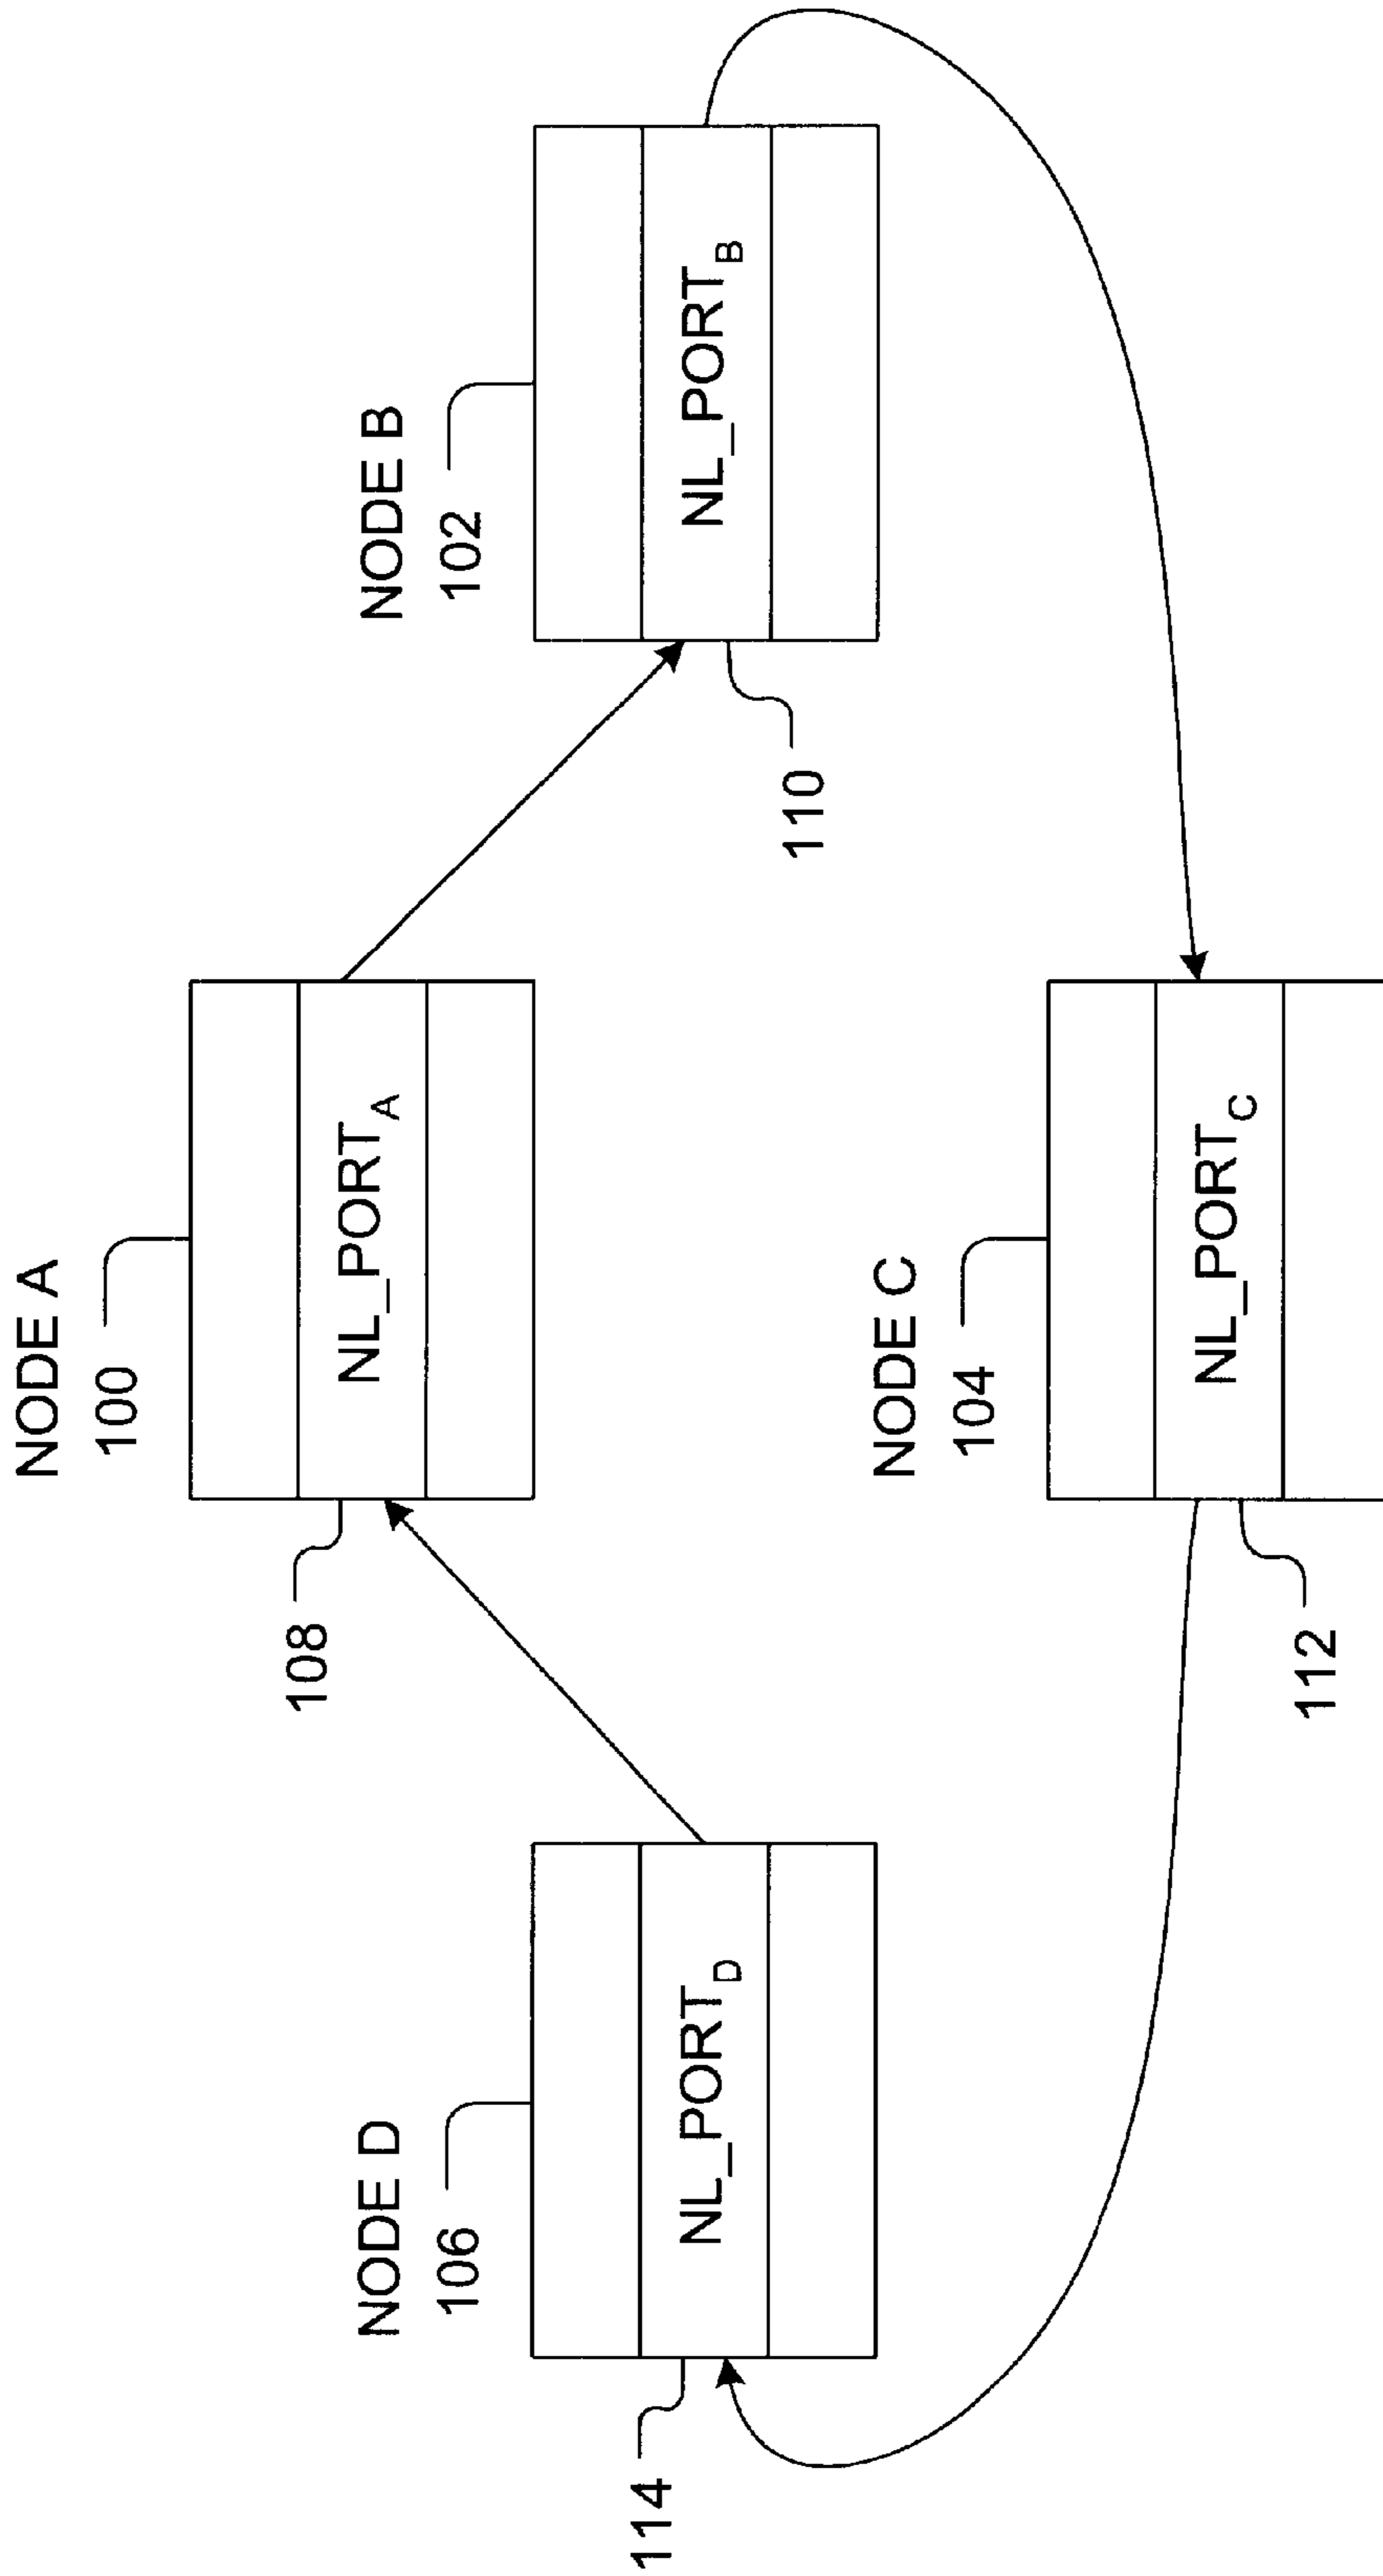 NODE A
100
108
NL_PORTA
NODE B
102
110
NL_PORTB
NODE D
106
114
NL_PORTD
NODE C
104
112
NL_PORTC